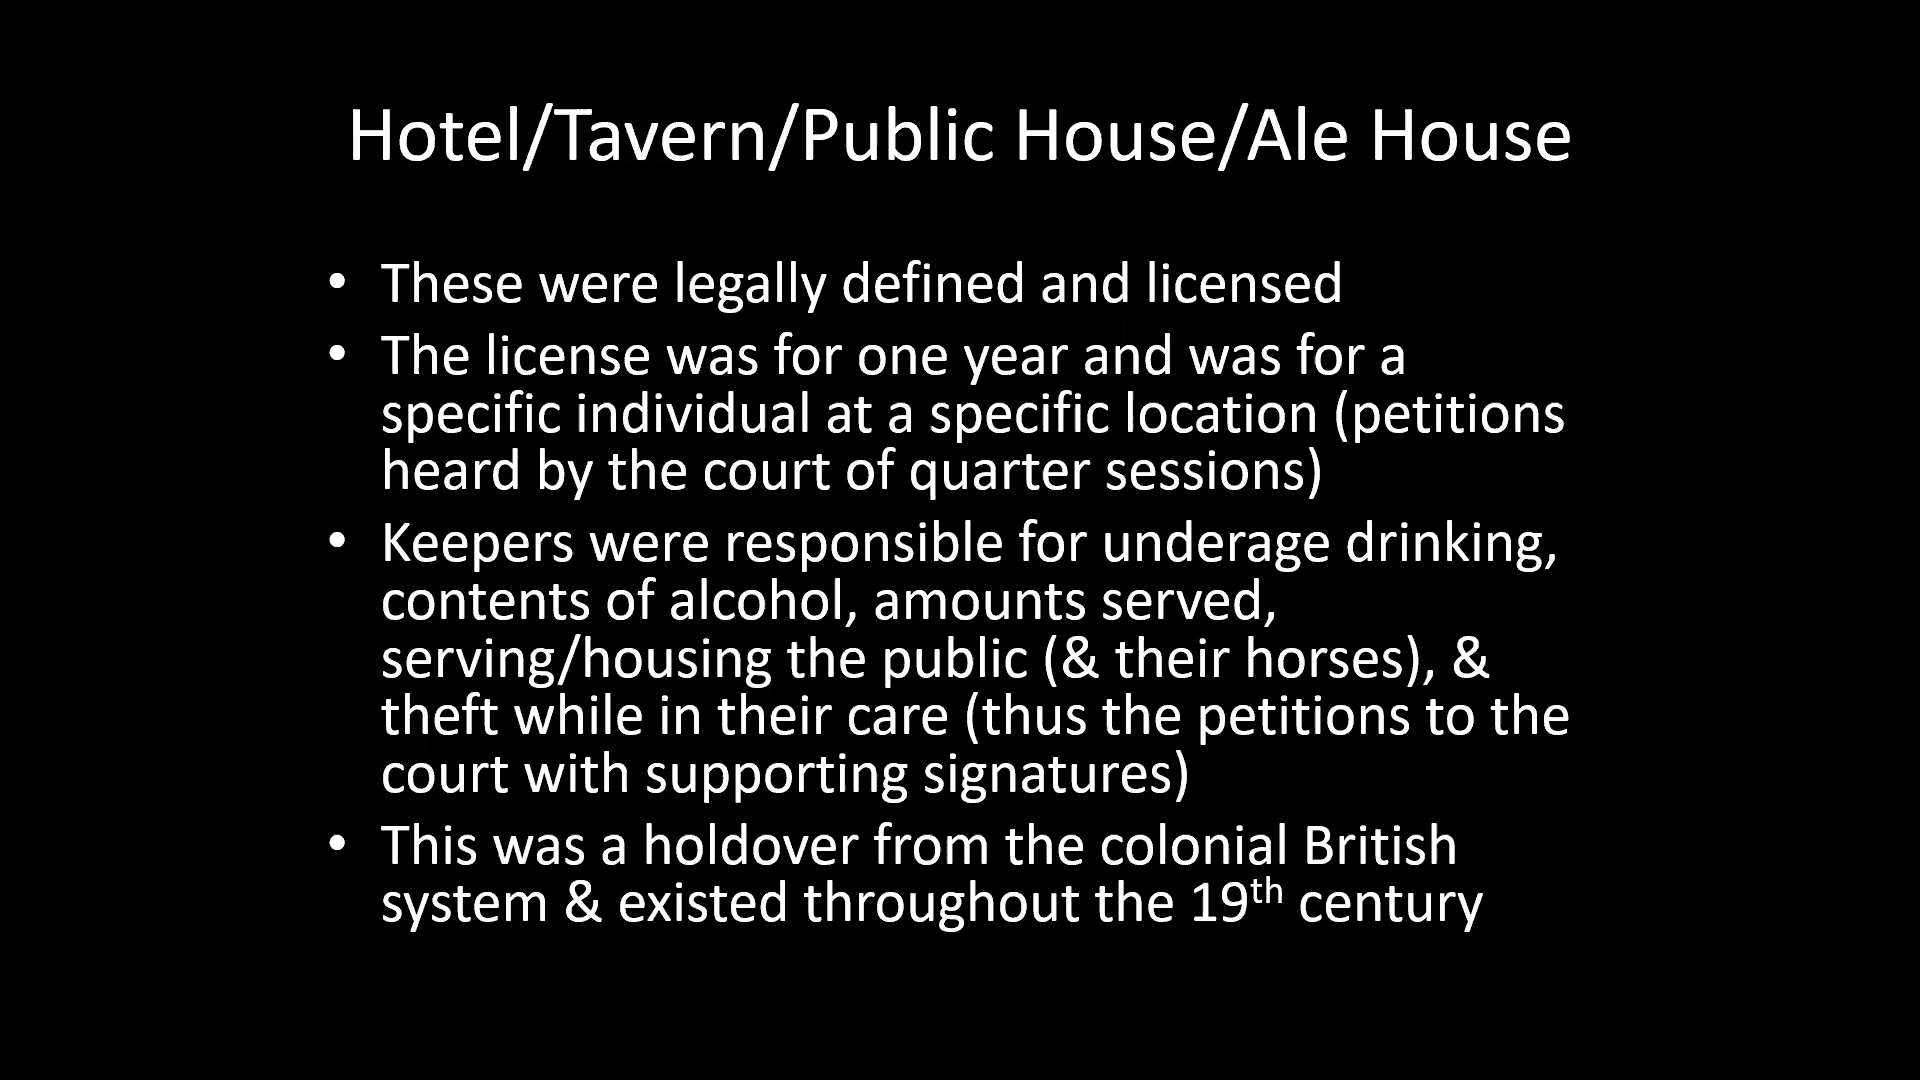 Hotel/Tavern/Public House/Ale House
• These were legally defined and licensed
• The license was for one year and was for a
specific individual at a specific location (petitions
heard by the court of quarter sessions)
• Keepers were responsible for underage drinking,
contents of alcohol, amounts served,
serving/housing the public (& their horses), &
theft while in their care (thus the petitions to the
court with supporting signatures)
• This was a holdover from the colonial British
system & existed throughout the 19th century